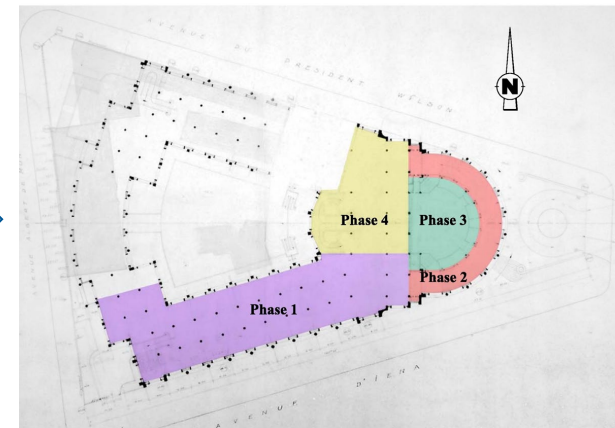 AVENUE DU PRESIDENT WILSON
N
Phase 4
Phase 3
Phase 2
Phase 1
AVENUE D'IENA